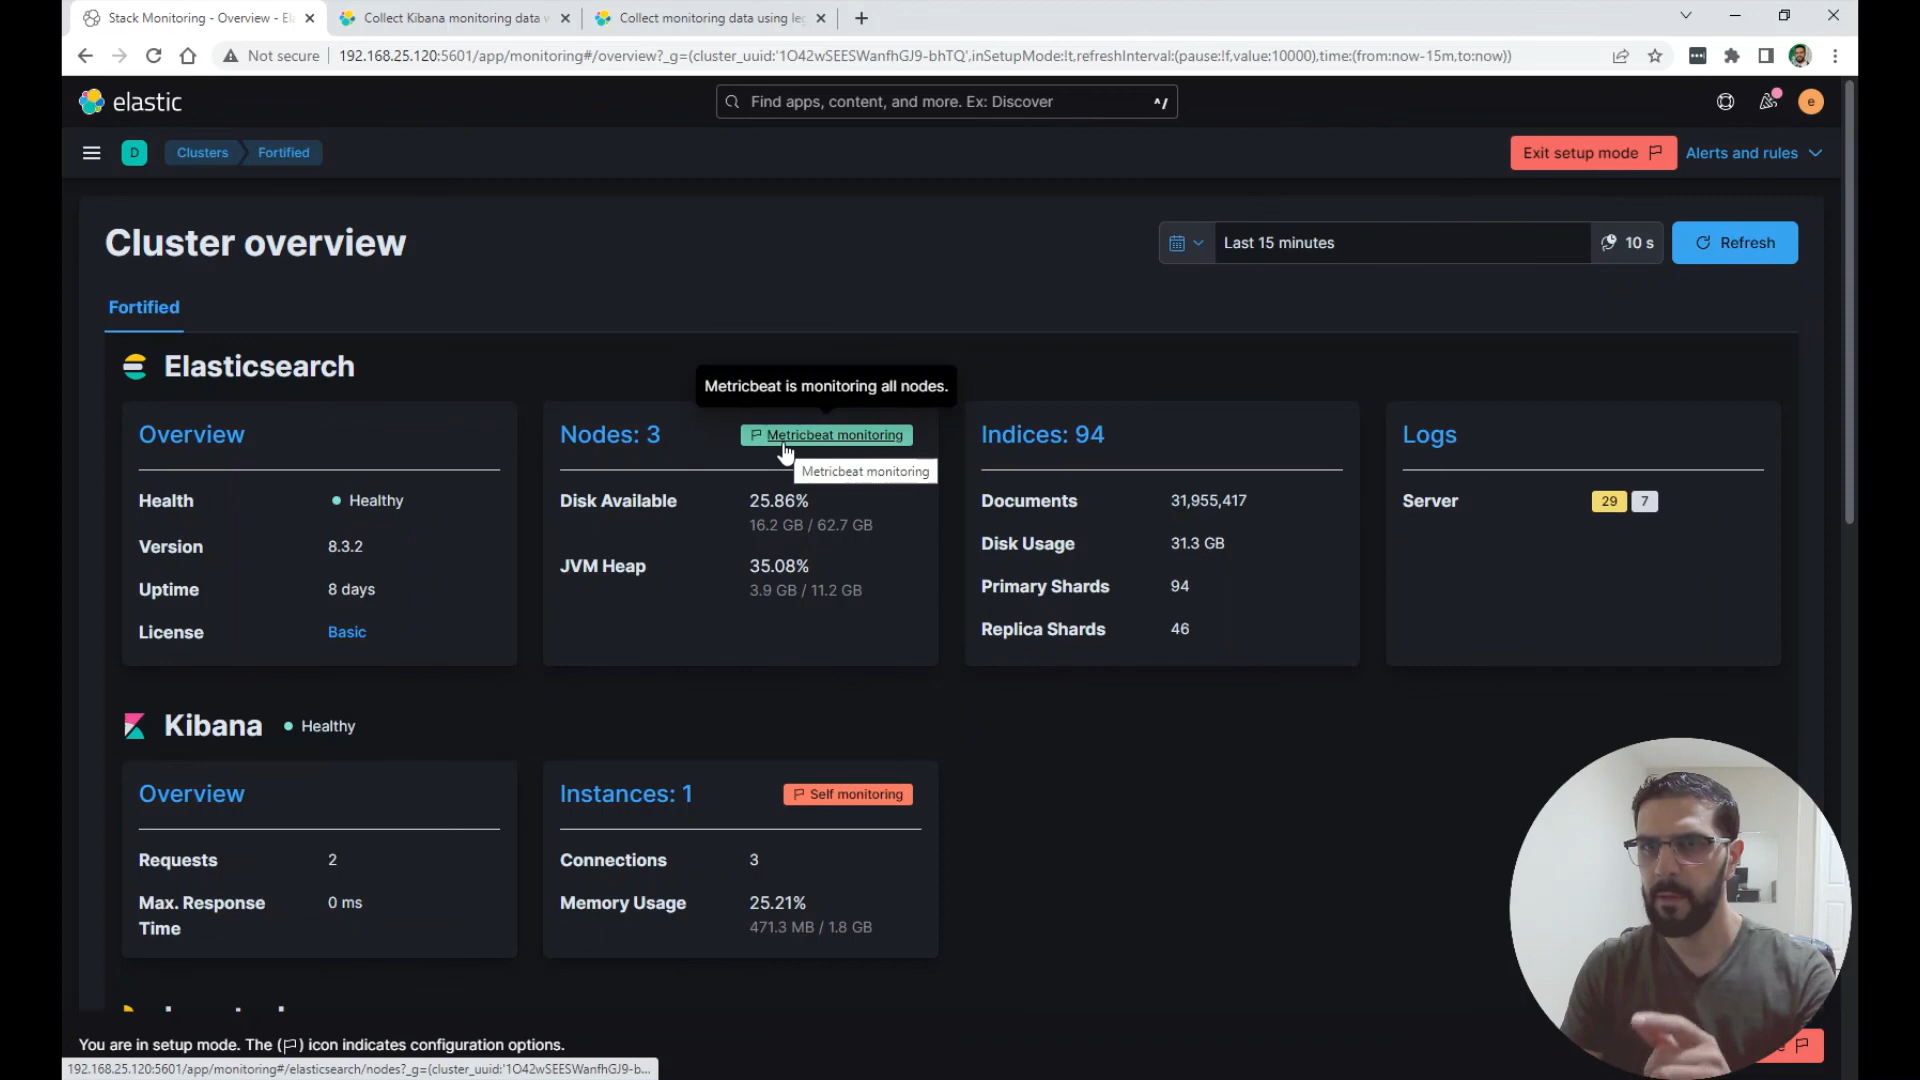 Stack Monitoring - Overview - El
Collect Kibana monitoring data w
Collect monitoring data using leg
Not secure
192.168.25.120:5601/app/monitoring#/overview?_g=(cluster_uuid:'1O42wSEESWanfhGJ9-bhTQ',inSetupMode:!t,refreshInterval:(pause:!f,value:10000),time:(from:now-15m,to:now))
elastic
Find apps, content, and more. Ex: Discover
^/
e
D
Clusters
Fortified
Exit setup mode
Alerts and rules
Cluster overview
Last 15 minutes
10 s
Refresh
Fortified
Elasticsearch
Metricbeat is monitoring all nodes.
Overview
Health
Healthy
Version
8.3.2
Uptime
8 days
License
Basic
Nodes: 3
Metricbeat monitoring
Metricbeat monitoring
Disk Available
25.86%
16.2 GB / 62.7 GB
JVM Heap
35.08%
3.9 GB / 11.2 GB
Indices: 94
Documents
31,955,417
Disk Usage
31.3 GB
Primary Shards
94
Replica Shards
46
Logs
Server
29
7
Kibana
Healthy
Overview
Requests
2
Max. Response
Time
0 ms
Instances: 1
Self monitoring
Connections
3
Memory Usage
25.21%
471.3 MB / 1.8 GB
You are in setup mode. The ( ) icon indicates configuration options.
192.168.25.120:5601/app/monitoring#/elasticsearch/nodes?_g=(cluster_uuid:'1O42wSEESWanfhGJ9-b...